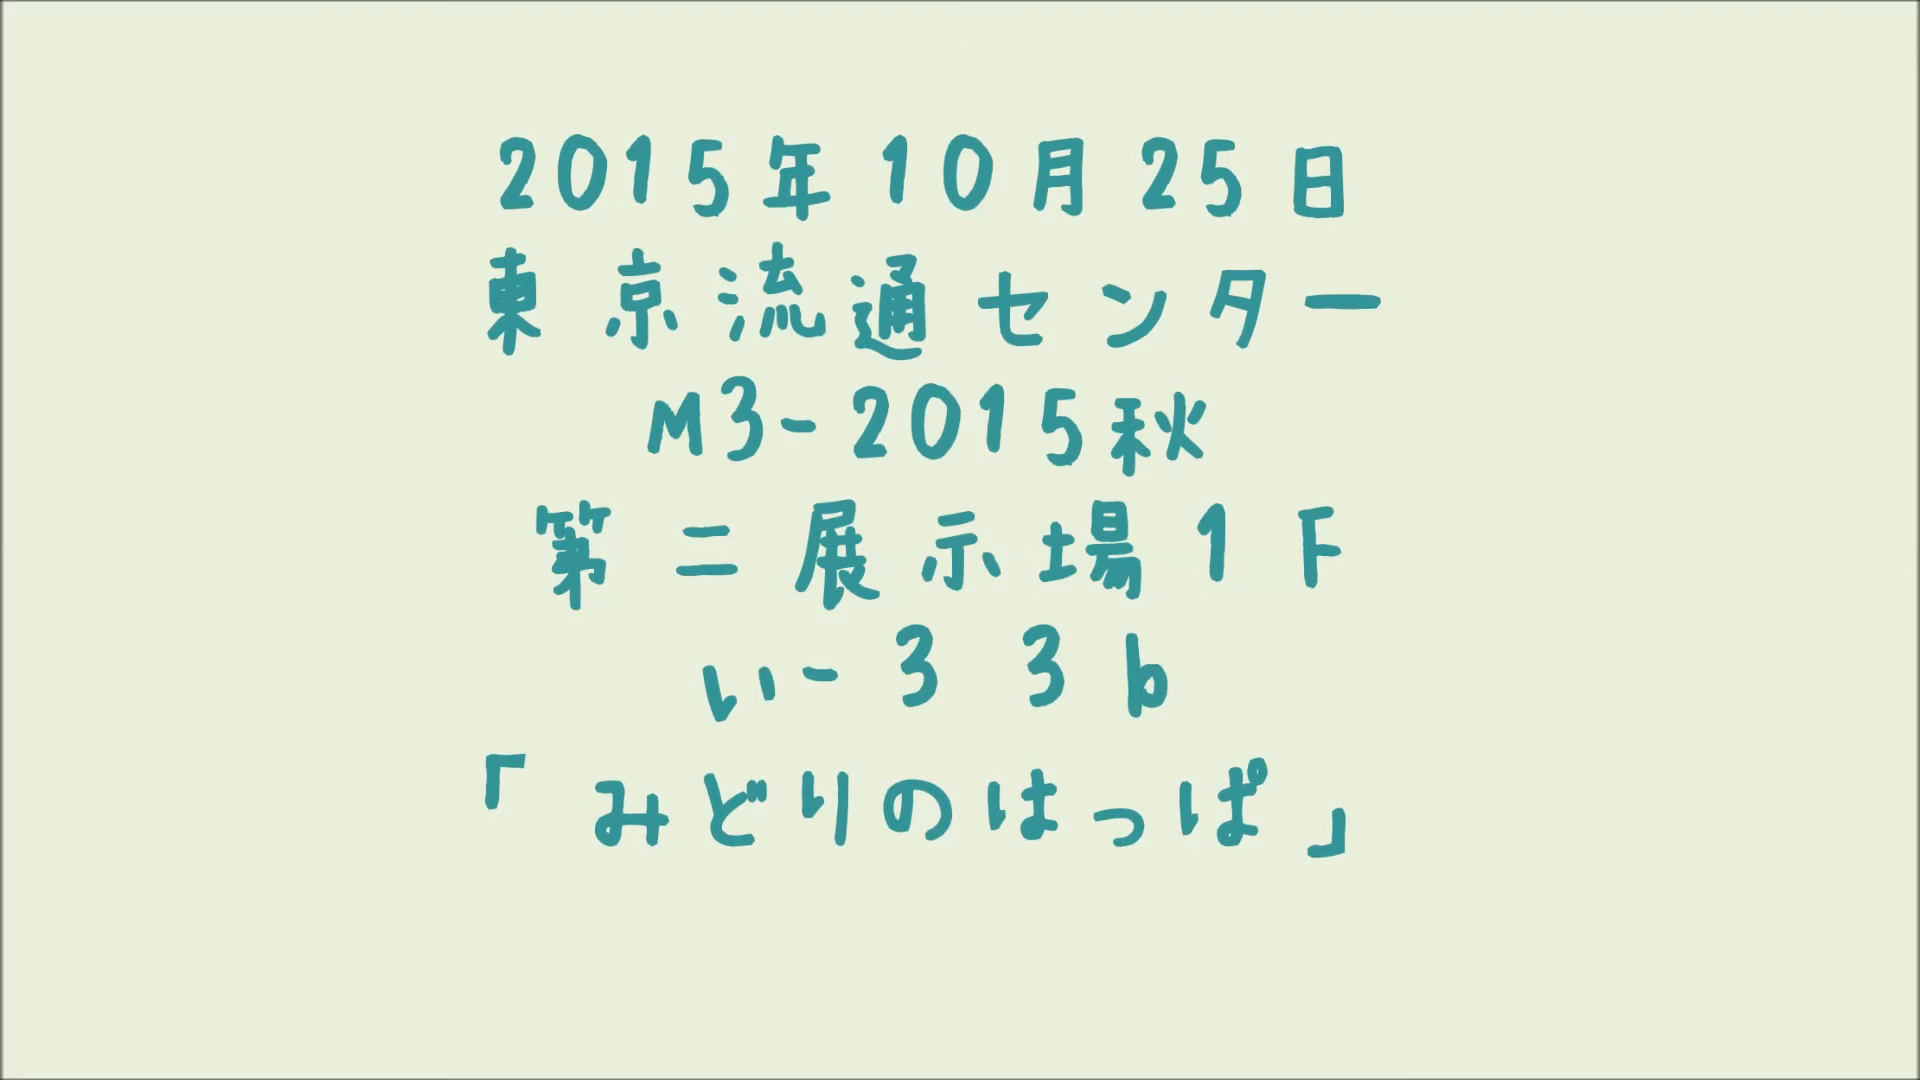 2015年10月25日
東京流通センター
M3-2015秋
第二展示場1F
い-33b
「みどりのはっぱ」